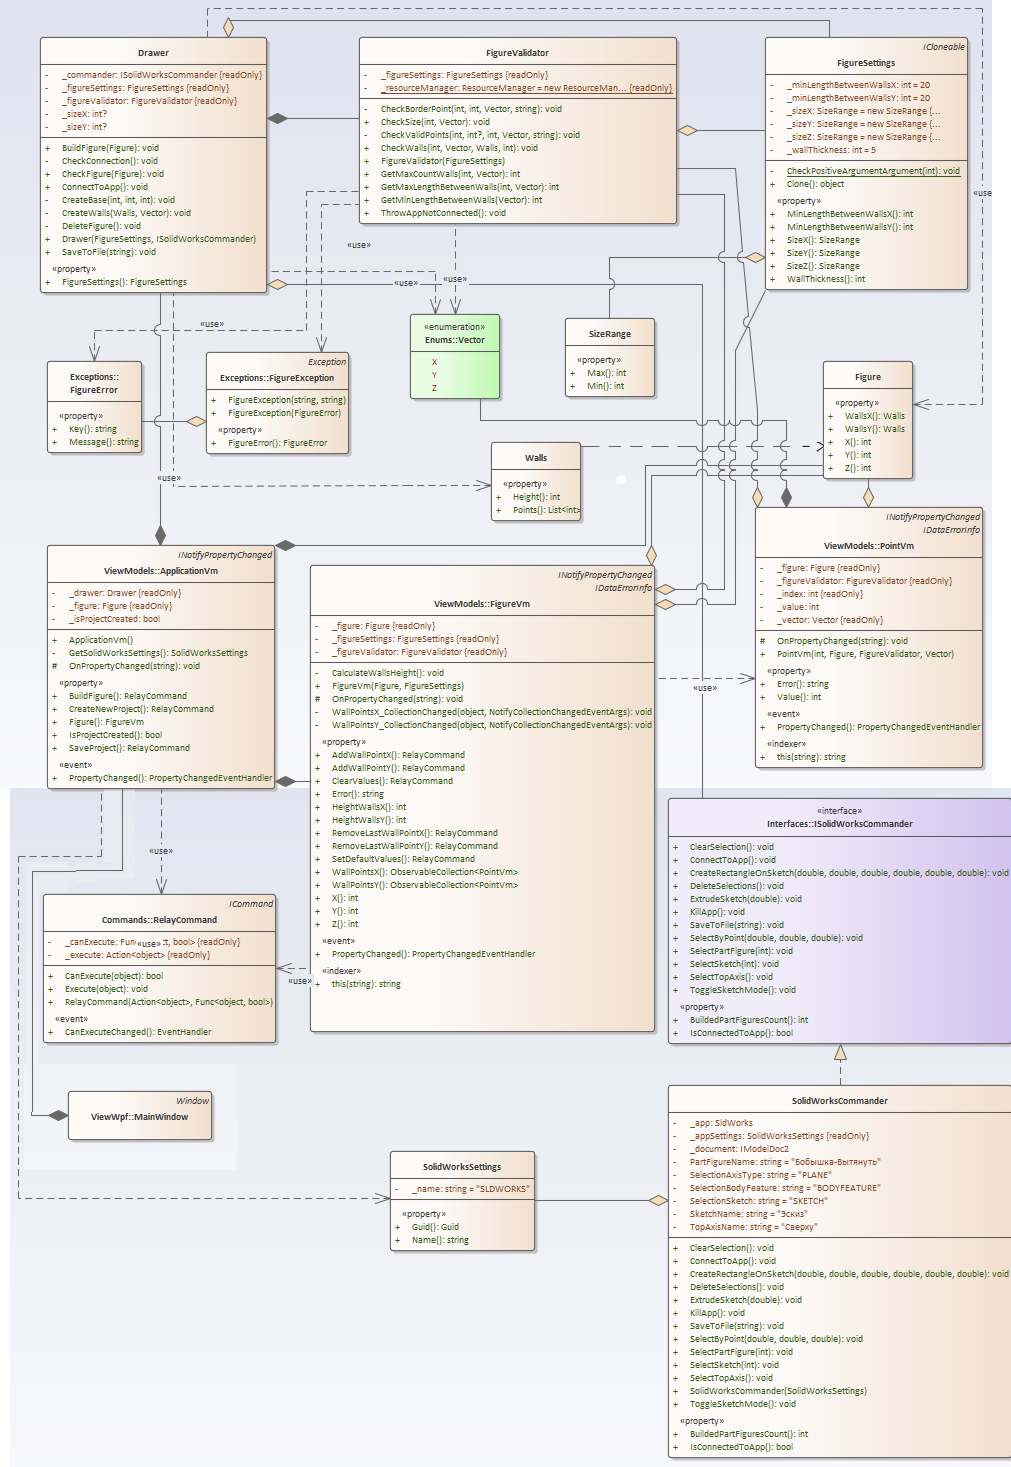 Drawer
- _commander: ISolidWorksCommander {readOnly}
- _figureSettings: FigureSettings {readOnly}
- _figureValidator: FigureValidator {readOnly}
- _sizeX: int?
- _sizeY: int?
+ BuildFigure(Figure): void
- CheckConnection(): void
+ CheckFigure(Figure): void
+ ConnectToApp(): void
- CreateBase(int, int, int): void
- CreateWalls(Walls, Vector): void
- DeleteFigure(): void
+ Drawer(FigureSettings, ISolidWorksCommander)
+ SaveToFile(string): void
«property»
+ FigureSettings(): FigureSettings
FigureValidator
- _figureSettings: FigureSettings {readOnly}
- _resourceManager: ResourceManager = new ResourceMan... {readOnly}
+ CheckBorderPoint(int, int, Vector, string): void
+ CheckSize(int, Vector): void
- CheckValidPoints(int, int?, int, Vector, string): void
+ CheckWalls(int, Vector, Walls, int): void
+ FigureValidator(FigureSettings)
+ GetMaxCountWalls(int, Vector): int
+ GetMaxLengthBetweenWalls(int, Vector): int
+ GetMinLengthBetweenWalls(Vector): int
+ ThrowAppNotConnected(): void
ICloneable
FigureSettings
- _minLengthBetweenWallsX: int = 20
- _minLengthBetweenWallsY: int = 20
- _sizeX: SizeRange = new SizeRange {...
- _sizeY: SizeRange = new SizeRange {...
- _sizeZ: SizeRange = new SizeRange {...
- _wallThickness: int = 5
- CheckPositiveArgumentArgument(int): void
+ Clone(): object
«property»
+ MinLengthBetweenWallsX(): int
+ MinLengthBetweenWallsY(): int
+ SizeX(): SizeRange
+ SizeY(): SizeRange
+ SizeZ(): SizeRange
+ WallThickness(): int
«use
«use»
«use»
«use»
«use»
«enumeration»
Enums::Vector
X
Y
Z
SizeRange
«property»
+ Max(): int
+ Min(): int
Exceptions::
FigureError
«property»
+ Key(): string
+ Message(): string
Exception
Exceptions::FigureException
+ FigureException(string, string)
+ FigureException(FigureError)
«property»
+ FigureError(): FigureError
Figure
«property»
+ WallsX(): Walls
+ WallsY(): Walls
+ X(): int
+ Y(): int
+ Z(): int
Walls
«property»
+ Height(): int
+ Points(): List<int>
«use»
INotifyPropertyChanged
ViewModels::ApplicationVm
- _drawer: Drawer {readOnly}
- _figure: Figure {readOnly}
- _isProjectCreated: bool
+ ApplicationVm()
- GetSolidWorksSettings(): SolidWorksSettings
# OnPropertyChanged(string): void
«property»
+ BuildFigure(): RelayCommand
+ CreateNewProject(): RelayCommand
+ Figure(): FigureVm
+ IsProjectCreated(): bool
+ SaveProject(): RelayCommand
«event»
+ PropertyChanged(): PropertyChangedEventHandler
INotifyPropertyChanged
IDataErrorInfo
ViewModels::FigureVm
- _figure: Figure {readOnly}
- _figureSettings: FigureSettings {readOnly}
- _figureValidator: FigureValidator {readOnly}
- CalculateWallsHeight(): void
+ FigureVm(Figure, FigureSettings)
# OnPropertyChanged(string): void
- WallPointsX_CollectionChanged(object, NotifyCollectionChangedEventArgs): void
- WallPointsY_CollectionChanged(object, NotifyCollectionChangedEventArgs): void
«property»
+ AddWallPointX(): RelayCommand
+ AddWallPointY(): RelayCommand
+ ClearValues(): RelayCommand
+ Error(): string
+ HeightWallsX(): int
+ HeightWallsY(): int
+ RemoveLastWallPointX(): RelayCommand
+ RemoveLastWallPointY(): RelayCommand
+ SetDefaultValues(): RelayCommand
+ WallPointsX(): ObservableCollection<PointVm>
+ WallPointsY(): ObservableCollection<PointVm>
+ X(): int
+ Y(): int
+ Z(): int
«event»
+ PropertyChanged(): PropertyChangedEventHandler
«indexer»
+ this(string): string
INotifyPropertyChanged
IDataErrorInfo
ViewModels::PointVm
- _figure: Figure {readOnly}
- _figureValidator: FigureValidator {readOnly}
- _index: int {readOnly}
- _value: int
- _vector: Vector {readOnly}
# OnPropertyChanged(string): void
+ PointVm(int, Figure, FigureValidator, Vector)
«property»
+ Error(): string
+ Value(): int
«event»
+ PropertyChanged(): PropertyChangedEventHandler
«indexer»
+ this(string): string
«use»
«use»
«use»
ICommand
Commands::RelayCommand
- _canExecute: Func«use»ct, bool> {readOnly}
- _execute: Action<object> {readOnly}
+ CanExecute(object): bool
+ Execute(object): void
+ RelayCommand(Action<object>, Func<object, bool>)
«event»
+ CanExecuteChanged(): EventHandler
Window
ViewWpf::MainWindow
«interface»
Interfaces::ISolidWorksCommander
+ ClearSelection(): void
+ ConnectToApp(): void
+ CreateRectangleOnSketch(double, double, double, double, double, double): void
+ DeleteSelections(): void
+ ExtrudeSketch(double): void
+ KillApp(): void
+ SaveToFile(string): void
+ SelectByPoint(double, double, double): void
+ SelectPartFigure(int): void
+ SelectSketch(int): void
+ SelectTopAxis(): void
+ ToggleSketchMode(): void
«property»
+ BuildedPartFiguresCount(): int
+ IsConnectedToApp(): bool
SolidWorksSettings
- _name: string = "SLDWORKS"
«property»
+ Guid(): Guid
+ Name(): string
SolidWorksCommander
- _app: SldWorks
- _appSettings: SolidWorksSettings {readOnly}
- _document: IModelDoc2
- PartFigureName: string = "Бобышка-Вытянуть"
- SelectionAxisType: string = "PLANE"
- SelectionBodyFeature: string = "BODYFEATURE"
- SelectionSketch: string = "SKETCH"
- SketchName: string = "Эскиз"
- TopAxisName: string = "Сверху"
+ ClearSelection(): void
+ ConnectToApp(): void
+ CreateRectangleOnSketch(double, double, double, double, double, double): void
+ DeleteSelections(): void
+ ExtrudeSketch(double): void
+ KillApp(): void
+ SaveToFile(string): void
+ SelectByPoint(double, double, double): void
+ SelectPartFigure(int): void
+ SelectSketch(int): void
+ SelectTopAxis(): void
+ SolidWorksCommander(SolidWorksSettings)
+ ToggleSketchMode(): void
«property»
+ BuildedPartFiguresCount(): int
+ IsConnectedToApp(): bool